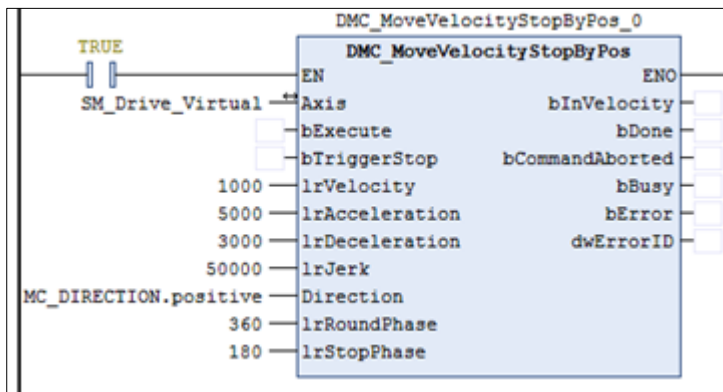 DMC_MoveVelocityStopByPos_0
TRUE
DMC_MoveVelocityStopByPos
EN ENO
SM_Drive_Virtual Axis bInVelocity
bExecute bDone
bTriggerStop bCommandAborted
1000 lrVelocity bBusy
5000 lrAcceleration bError
3000 lrDeceleration dwErrorID
50000 lrJerk
MC_DIRECTION.positive Direction
360 lrRoundPhase
180 lrStopPhase